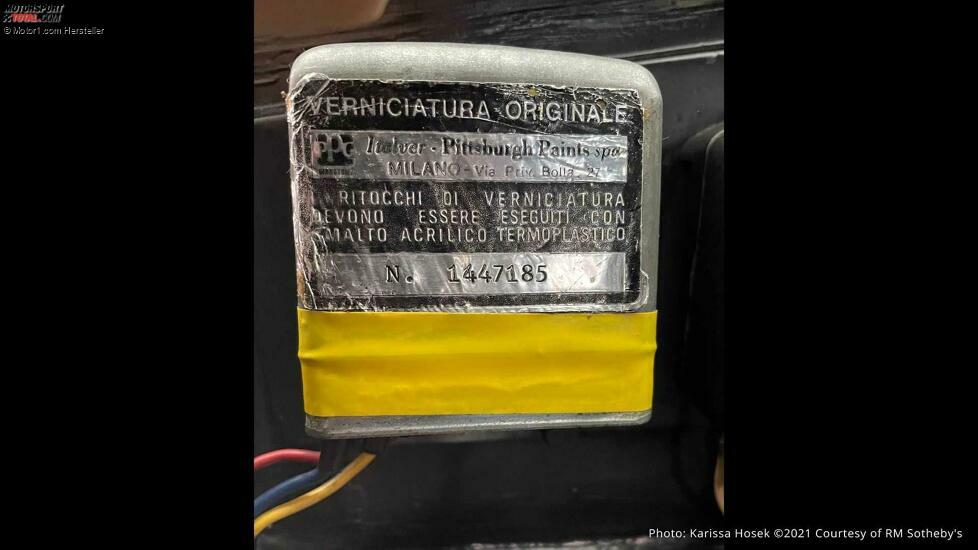 MOTORSPORT
TOTAL.COM
© Motor1.com Hersteller
VERNICIATURA ORIGINALE
PPG
Italver - Pittsburgh Paints spa
MILANO - Via Priv. Bolla 27
RITOCCHI DI VERNICIATURA
DEVONO ESSERE ESEGUITI CON
SMALTO ACRILICO TERMOPLASTICO
N. 1447185
Photo: Karissa Hosek ©2021 Courtesy of RM Sotheby's